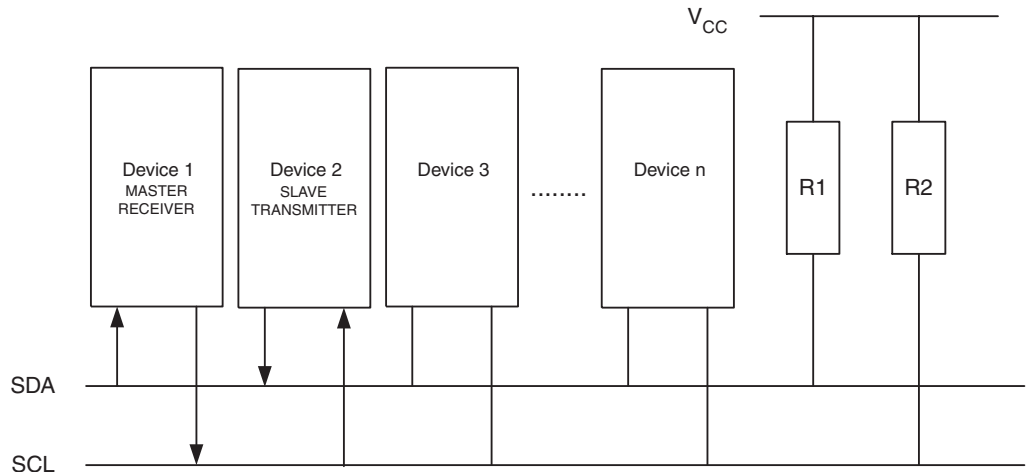 V_CC
Device 1
MASTER
RECEIVER
Device 2
SLAVE
TRANSMITTER
Device 3
........
Device n
R1
R2
SDA
SCL